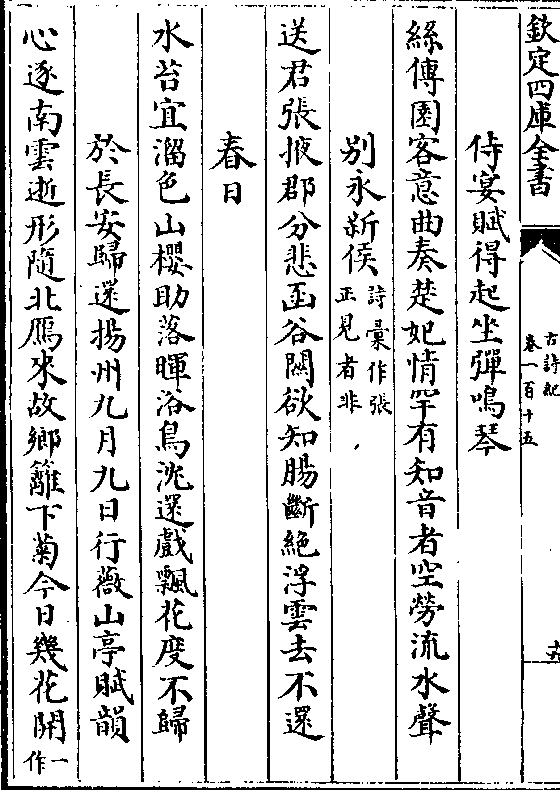 欽定四庫全書
古詩紀
卷一百十五
侍宴賦得起坐彈鳴琴
絲傳園客意曲奏楚妃情罕有知音者空勞流水聲
別永新侯詩彙作張正見者非
送君張掖郡分悲函谷關欲知腸斷絕浮雲去不還
春日
水苔宜溜色山櫻助落暉浴鳥沈還戲飄花度不歸
於長安歸還揚州九月九日行薇山亭賦韻
心逐南雲逝形隨北雁來故鄉籬下菊今日幾花開一作